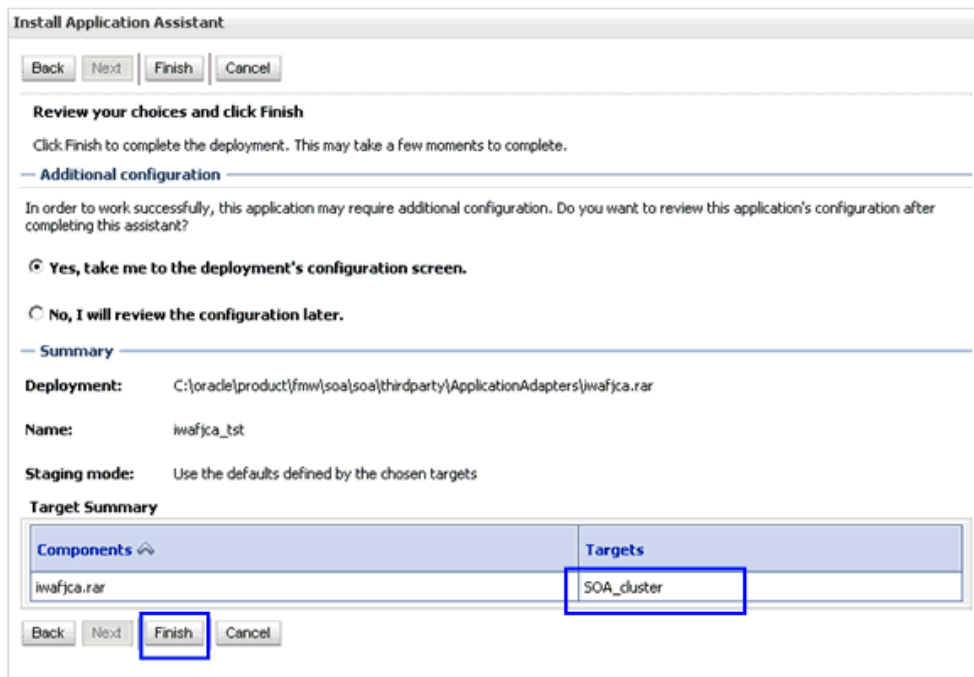 Install Application Assistant
Back Next Finish Cancel
Review your choices and click Finish
Click Finish to complete the deployment. This may take a few moments to complete.
Additional configuration
In order to work successfully, this application may require additional configuration. Do you want to review this application's configuration after
completing this assistant?
Yes, take me to the deployment's configuration screen.
No, I will review the configuration later.
Summary
Deployment: C:\oracle\product\fmw\soa\soa\thirdparty\ApplicationAdapters\iwafjca.rar
Name: iwafjca_tst
Staging mode: Use the defaults defined by the chosen targets
Target Summary
Components Targets
iwafjca.rar SOA_cluster
Back Next Finish Cancel